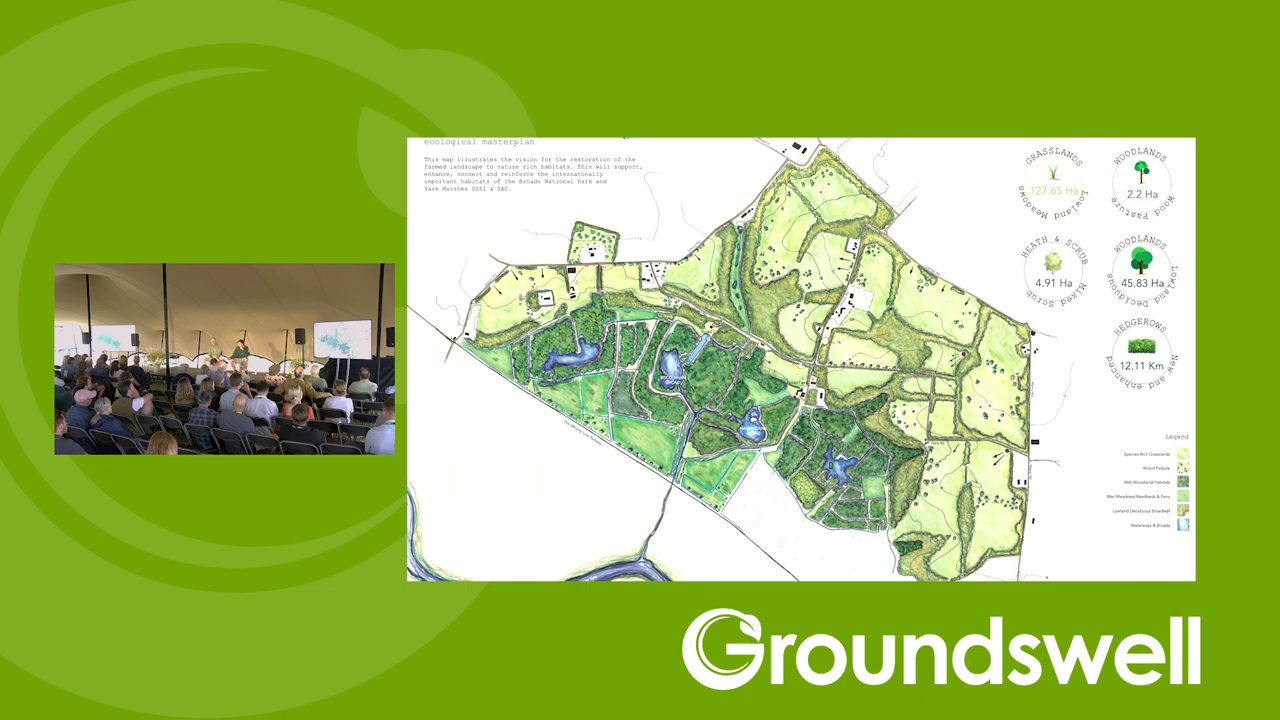 ecological masterplan
This map illustrates the vision for the restoration of the
farmed landscape to nature rich habitats. This will support,
enhance, connect and reinforce the internatonally
important habitats of the Broads National Park and
Yare Marshes SSSI & SAC.
GRASSLANDS
127.65 Ha
Lowland Meadows
WOODLANDS
2.2 Ha
Wood Pasture
HEATH & SCRUB
4.91 Ha
Mixed Scrub
WOODLANDS
45.83 Ha
Lowland Deciduous
HEDGEROWS
12.11 Km
New and enhanced
Legend
Species Rich Grasslands
Wood Pasture
Wet Woodland Habitats
Wet Meadows/Reedbeds & Fens
Lowland Deciduous Broadleaf
Waterways & Broads
Groundswell